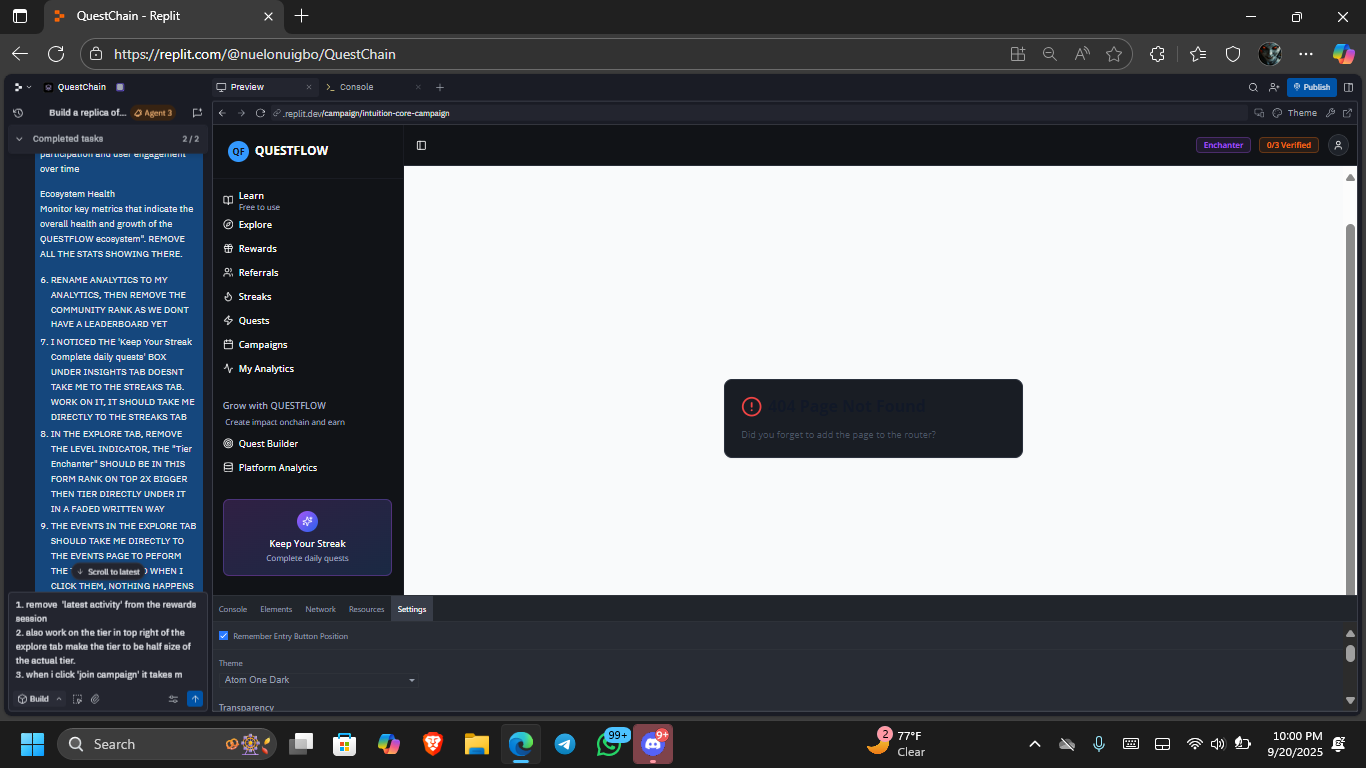 QuestChain - Replit
https://replit.com/@nuelonuigbo/QuestChain
QuestChain
Preview
Console
Publish
Build a replica of...
Agent 3
.replit.dev/campaign/intuition-core-campaign
Theme
Completed tasks
2 / 2
participation and user engagement
over time
Ecosystem Health
Monitor key metrics that indicate the
overall health and growth of the
QUESTFLOW ecosystem". REMOVE
ALL THE STATS SHOWING THERE.
6. RENAME ANALYTICS TO MY
ANALYTICS, THEN REMOVE THE
COMMUNITY RANK AS WE DONT
HAVE A LEADERBOARD YET
7. I NOTICED THE 'Keep Your Streak
Complete daily quests' BOX
UNDER INSIGHTS TAB DOESNT
TAKE ME TO THE STREAKS TAB.
WORK ON IT, IT SHOULD TAKE ME
DIRECTLY TO THE STREAKS TAB
8. IN THE EXPLORE TAB, REMOVE
THE LEVEL INDICATOR, THE "Tier
Enchanter" SHOULD BE IN THIS
FORM RANK ON TOP 2X BIGGER
THEN TIER DIRECTLY UNDER IT
IN A FADED WRITTEN WAY
9. THE EVENTS IN THE EXPLORE TAB
SHOULD TAKE ME DIRECTLY TO
THE EVENTS PAGE TO PEFORM
THE
WHEN I
Scroll to latest
CLICK THEM, NOTHING HAPPENS
1. remove 'latest activity' from the rewards
session
2. also work on the tier in top right of the
explore tab make the tier to be half size of
the actual tier.
3. when i click 'join campaign' it takes m
Build
QF QUESTFLOW
Enchanter
0/3 Verified
Learn
Free to use
Explore
Rewards
Referrals
Streaks
Quests
Campaigns
My Analytics
Grow with QUESTFLOW
Create impact onchain and earn
Quest Builder
Platform Analytics
Keep Your Streak
Complete daily quests
404 Page Not Found
Did you forget to add the page to the router?
Console
Elements
Network
Resources
Settings
Remember Entry Button Position
Theme
Atom One Dark
Transparency
Search
99+
9+
2
77°F
Clear
10:00 PM
9/20/2025